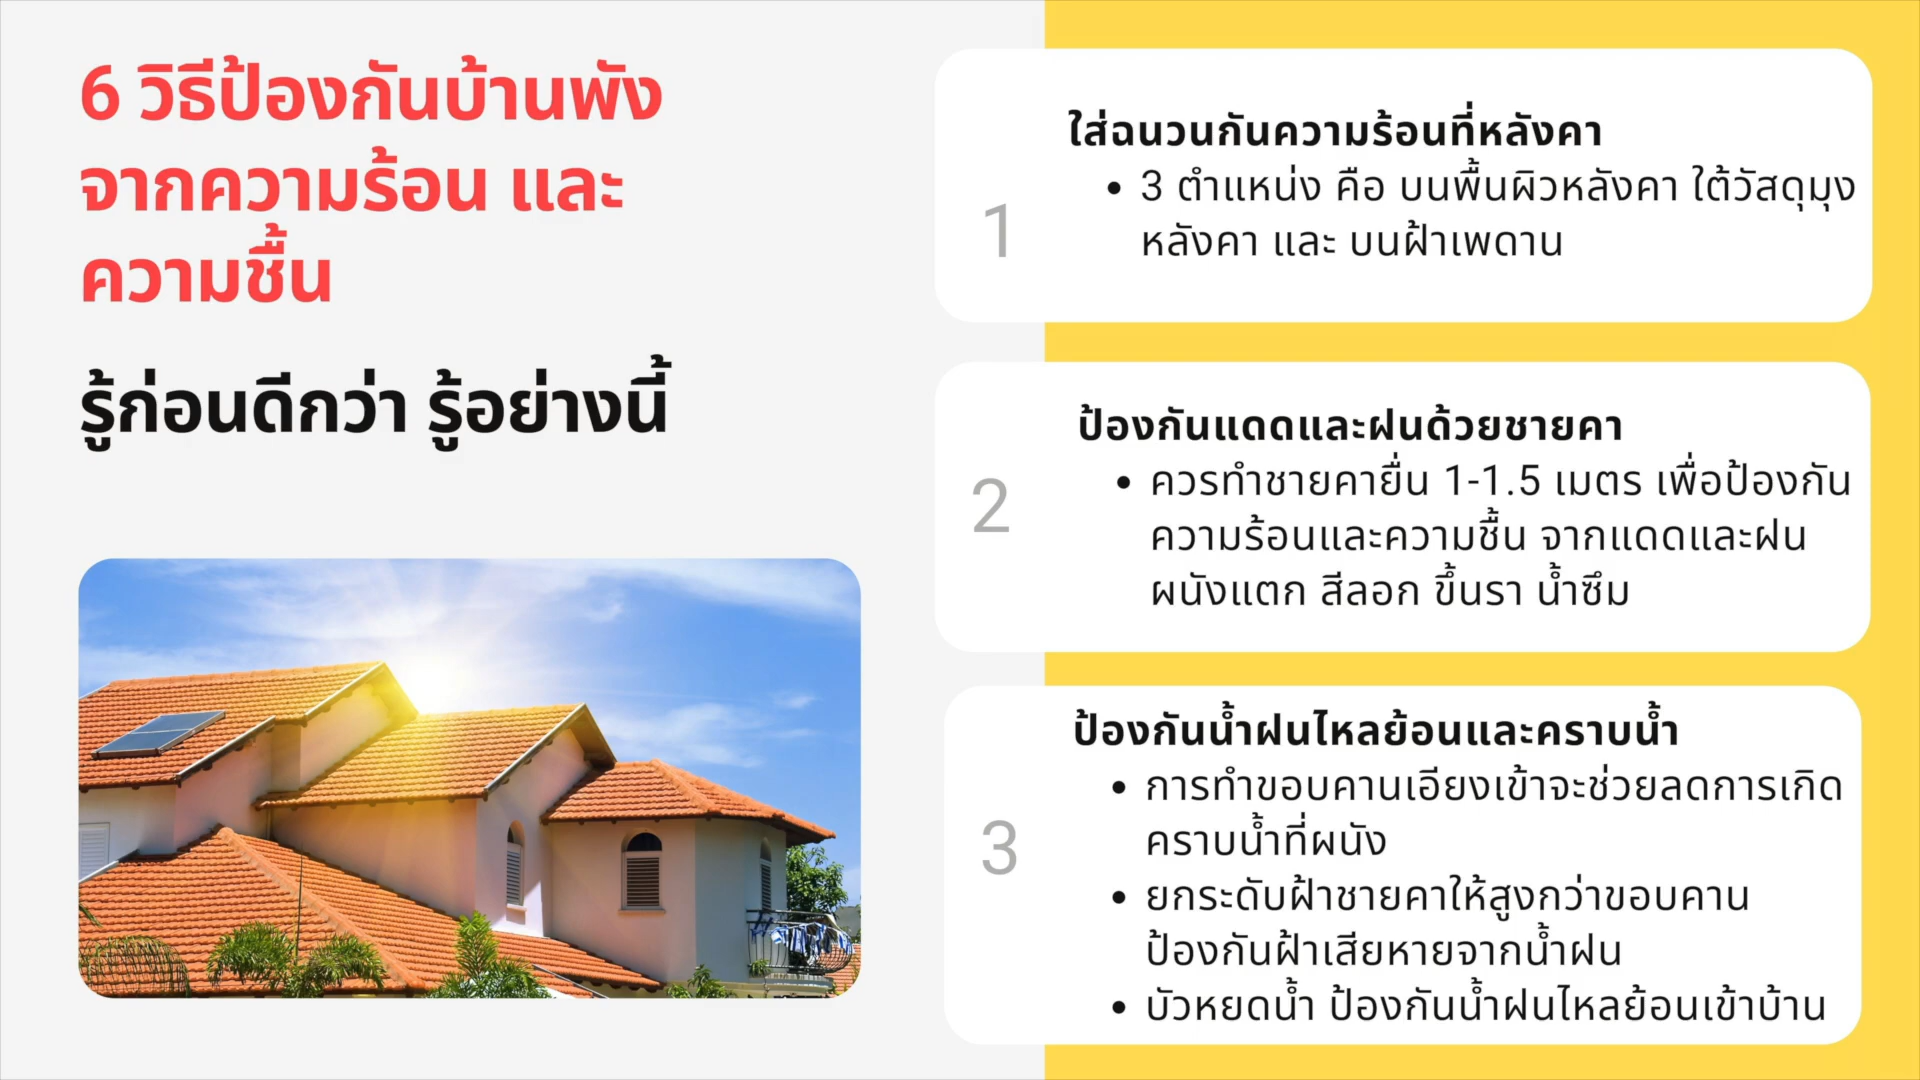 6 วิธีป้องกันบ้านพัง
จากความร้อน และ
ความชื้น
รู้ก่อนดีกว่า รู้อย่างนี้
1
ใส่ฉนวนกันความร้อนที่หลังคา
• 3 ตำแหน่ง คือ บนพื้นผิวหลังคา ใต้วัสดุมุง
หลังคา และ บนฝ้าเพดาน
2
ป้องกันแดดและฝนด้วยชายคา
• ควรทำชายคายื่น 1-1.5 เมตร เพื่อป้องกัน
ความร้อนและความชื้น จากแดดและฝน
ผนังแตก สีลอก ขึ้นรา น้ำซึม
3
ป้องกันน้ำฝนไหลย้อนและคราบน้ำ
• การทำขอบคานเอียงเข้าจะช่วยลดการเกิด
คราบน้ำที่ผนัง
• ยกระดับฝ้าชายคาให้สูงกว่าขอบคาน
ป้องกันฝ้าเสียหายจากน้ำฝน
• บัวหยดน้ำ ป้องกันน้ำฝนไหลย้อนเข้าบ้าน